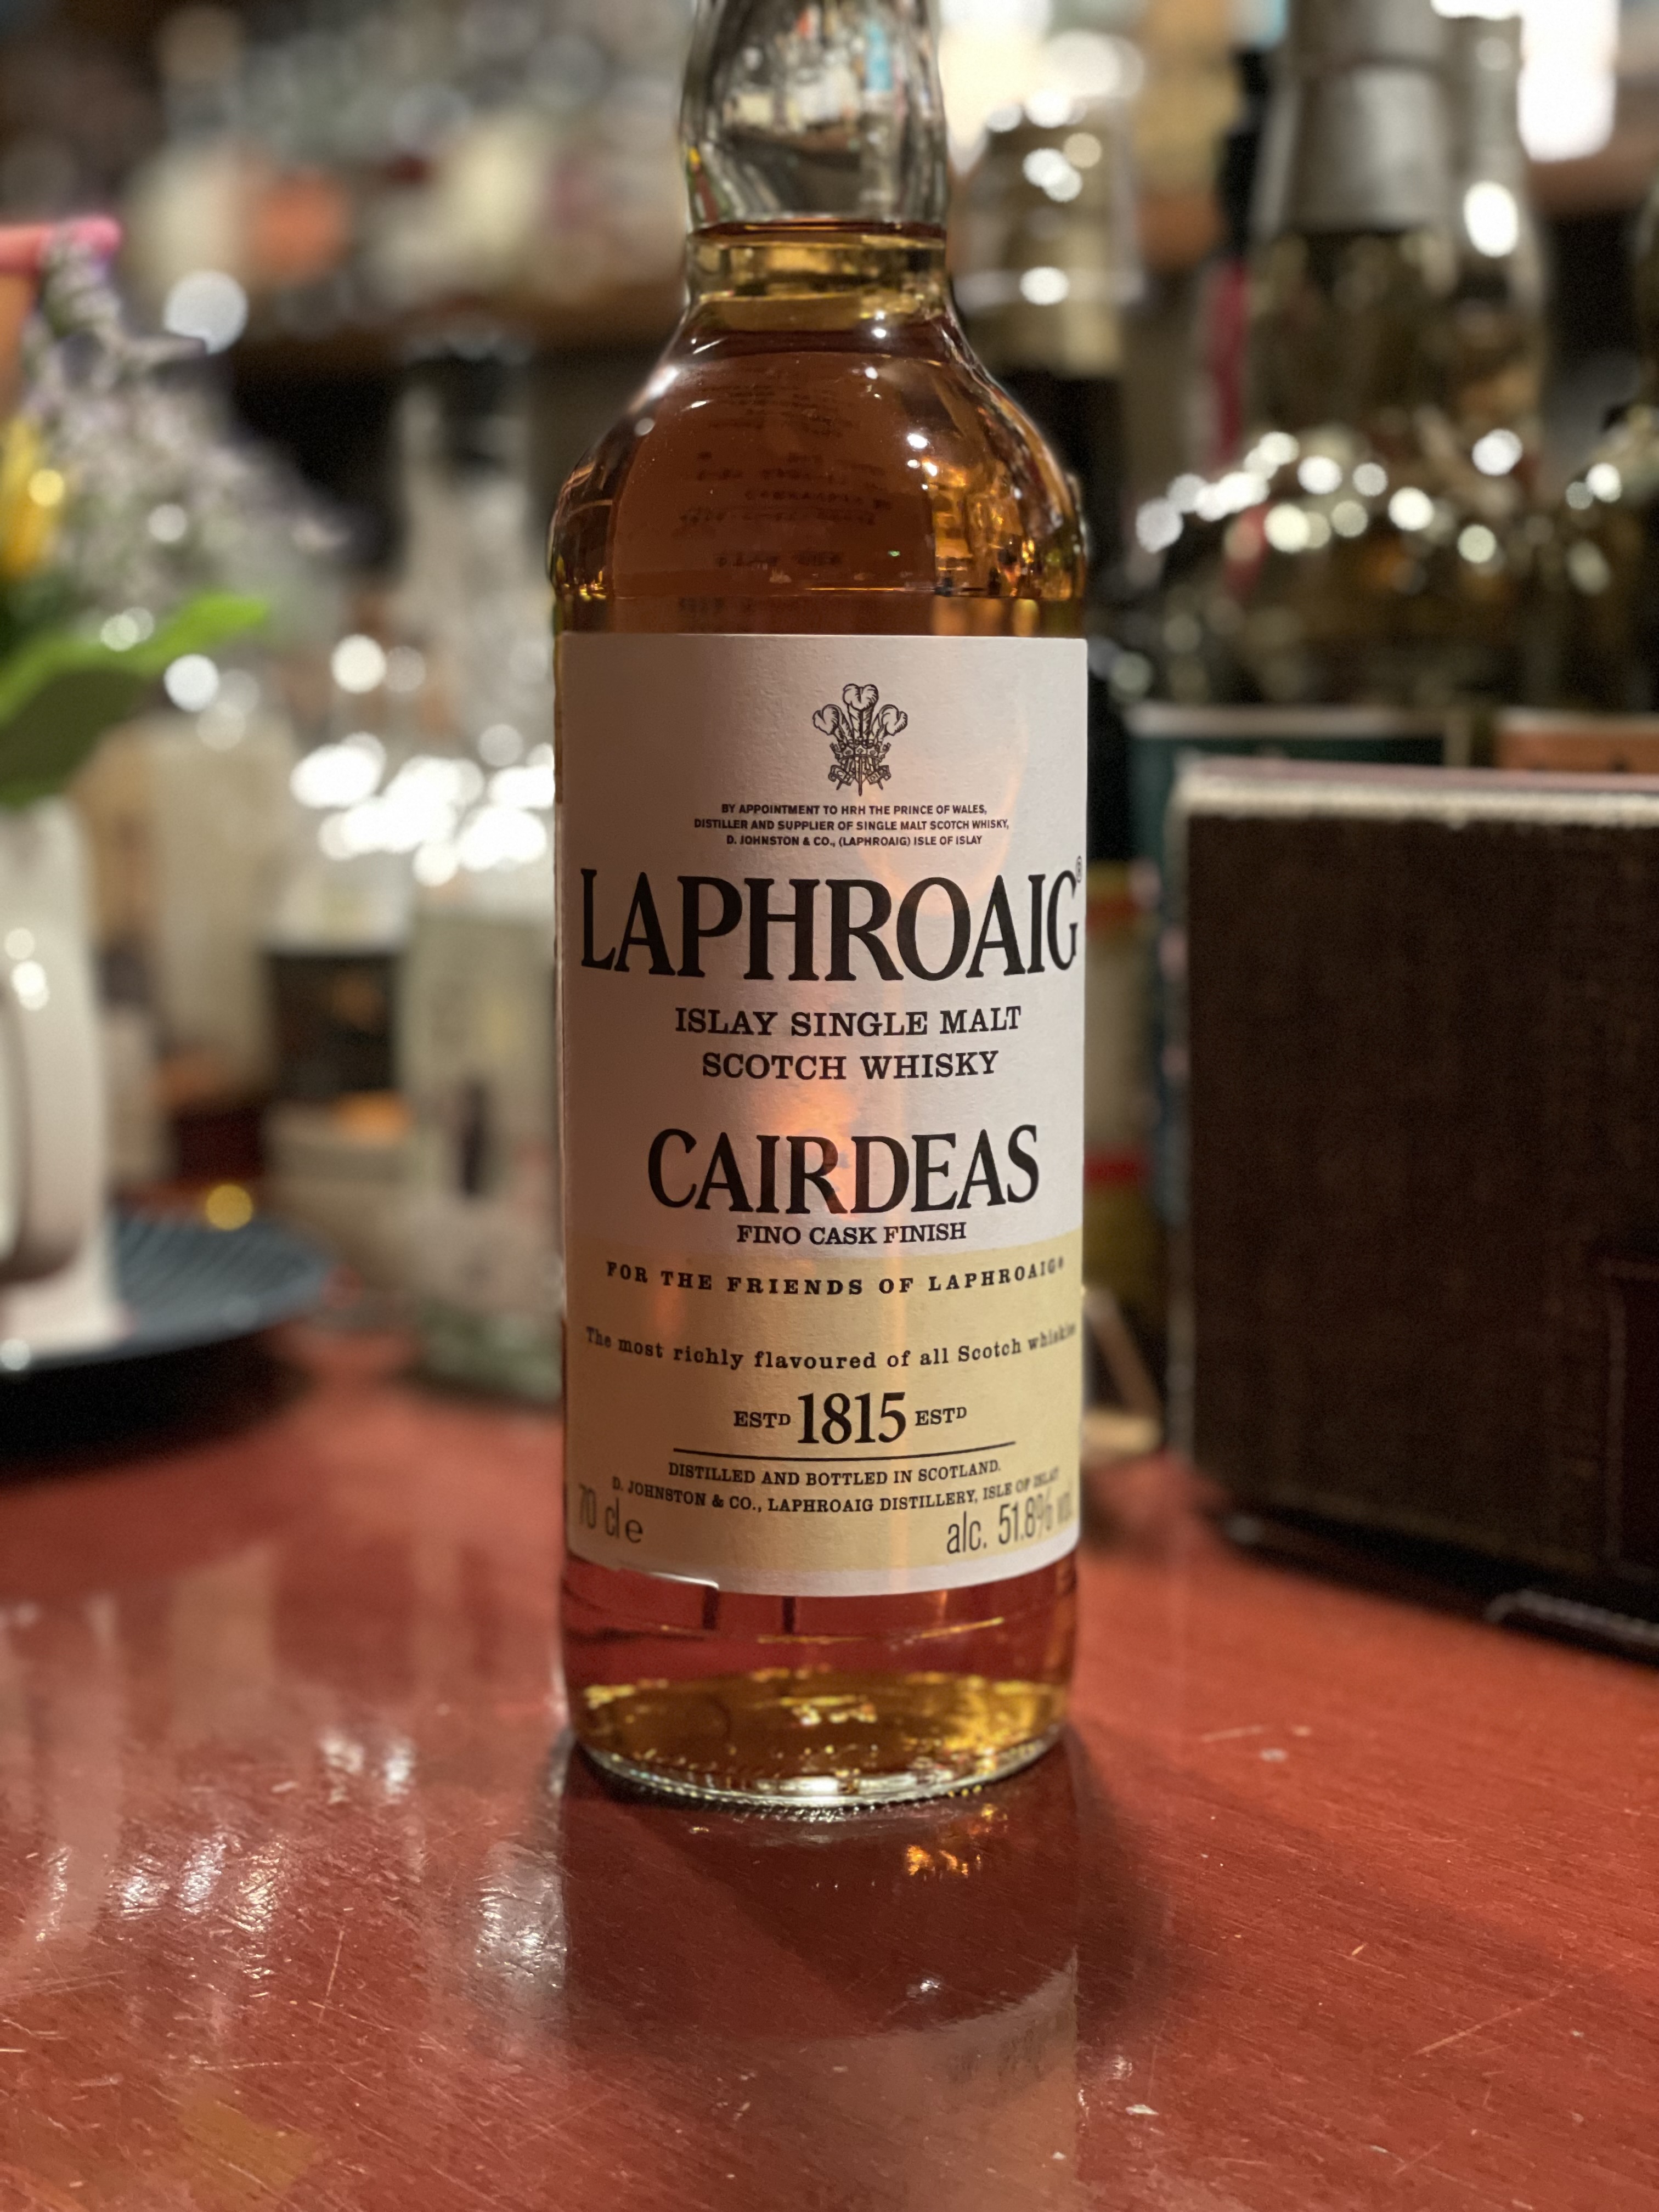 BY APPOINTMENT TO HRH THE PRINCE OF WALES,
DISTILLER AND SUPPLIER OF SINGLE MALT SCOTCH WHISKY,
D. JOHNSTON & CO., (LAPHROAIG) ISLE OF ISLAY
LAPHROAIG®
ISLAY SINGLE MALT
SCOTCH WHISKY
CAIRDEAS
FINO CASK FINISH
FOR THE FRIENDS OF LAPHROAIG®
The most richly flavoured of all Scotch whiskies
ESTD 1815 ESTD
DISTILLED AND BOTTLED IN SCOTLAND.
D. JOHNSTON & CO., LAPHROAIG DISTILLERY, ISLE OF ISLAY
70 cl e
alc. 51.8% vol.